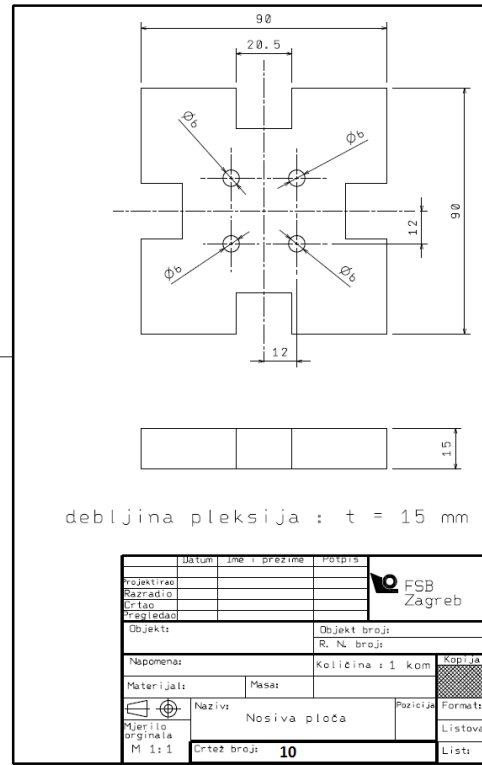 90
20.5
Ø6
Ø6
90
12
Ø6
Ø6
12
15
debljina pleksija : t = 15 mm
Datum Ime i prezime Potpis
Projektirao
Razradio
Crtao
Pregledao
FSB
Zagreb
Objekt:
Objekt broj:
R. N. broj:
Napomena:
Količina : 1 kom
Kopija
Materijal:
Masa:
Naziv:
Nosiva ploča
Pozicija
Format:
Mjerilo
orginala
M 1:1
Listova
Crtež broj: 10
List: